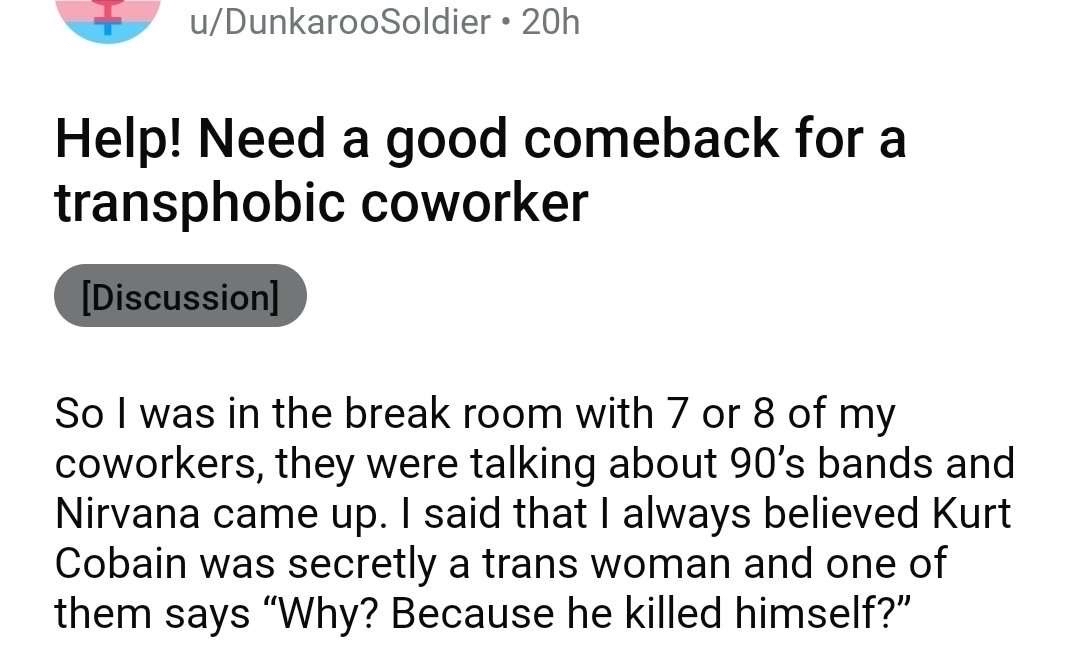 u/DunkarooSoldier • 20h
Help! Need a good comeback for a
transphobic coworker
[Discussion]
So I was in the break room with 7 or 8 of my
coworkers, they were talking about 90’s bands and
Nirvana came up. I said that I always believed Kurt
Cobain was secretly a trans woman and one of
them says “Why? Because he killed himself?”